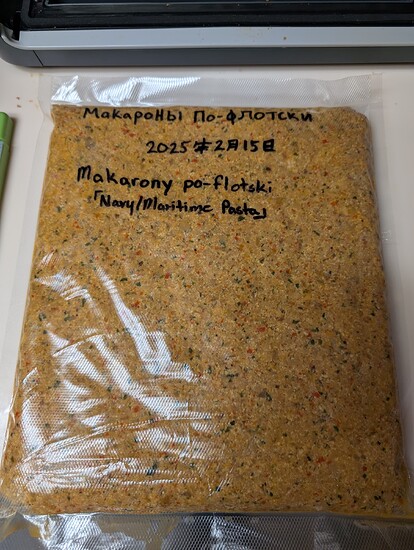 Макароны По-флотски
2025年2月15日
Makarony po-flotski
「Navy/Maritime Pasta」